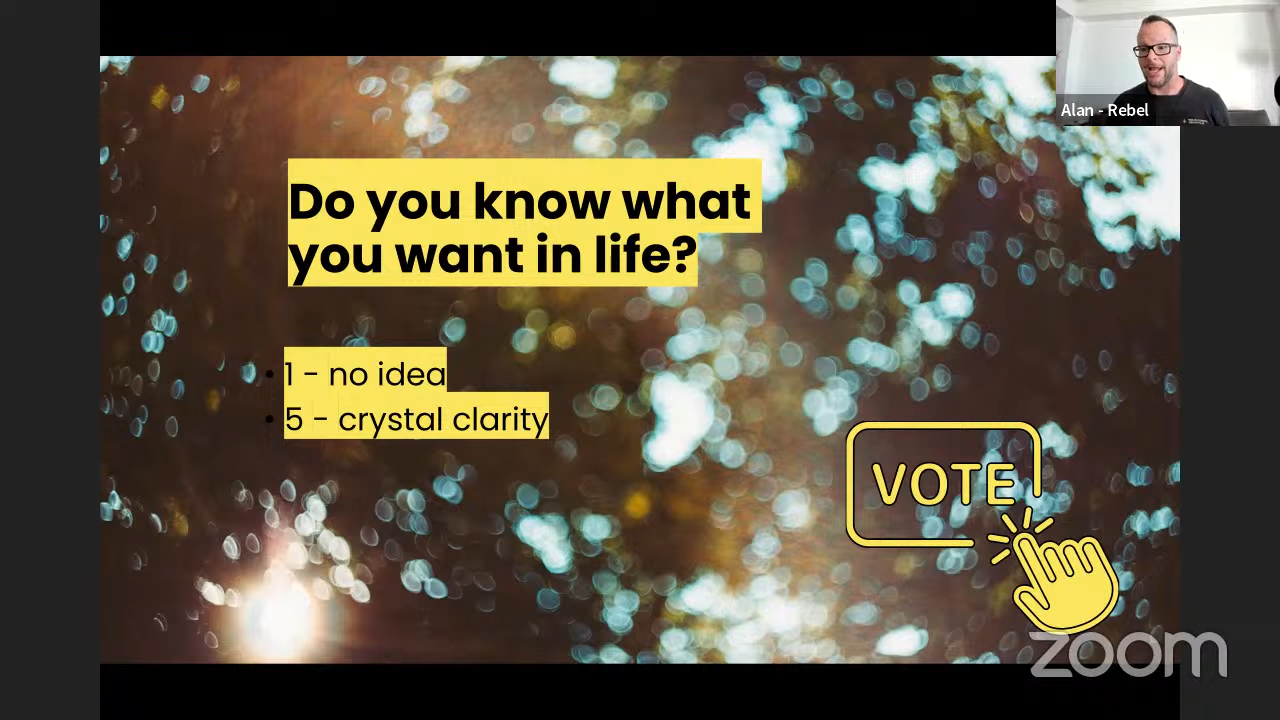 Alan - Rebel
Do you know what
you want in life?
• 1 - no idea
• 5 - crystal clarity
VOTE
zoom